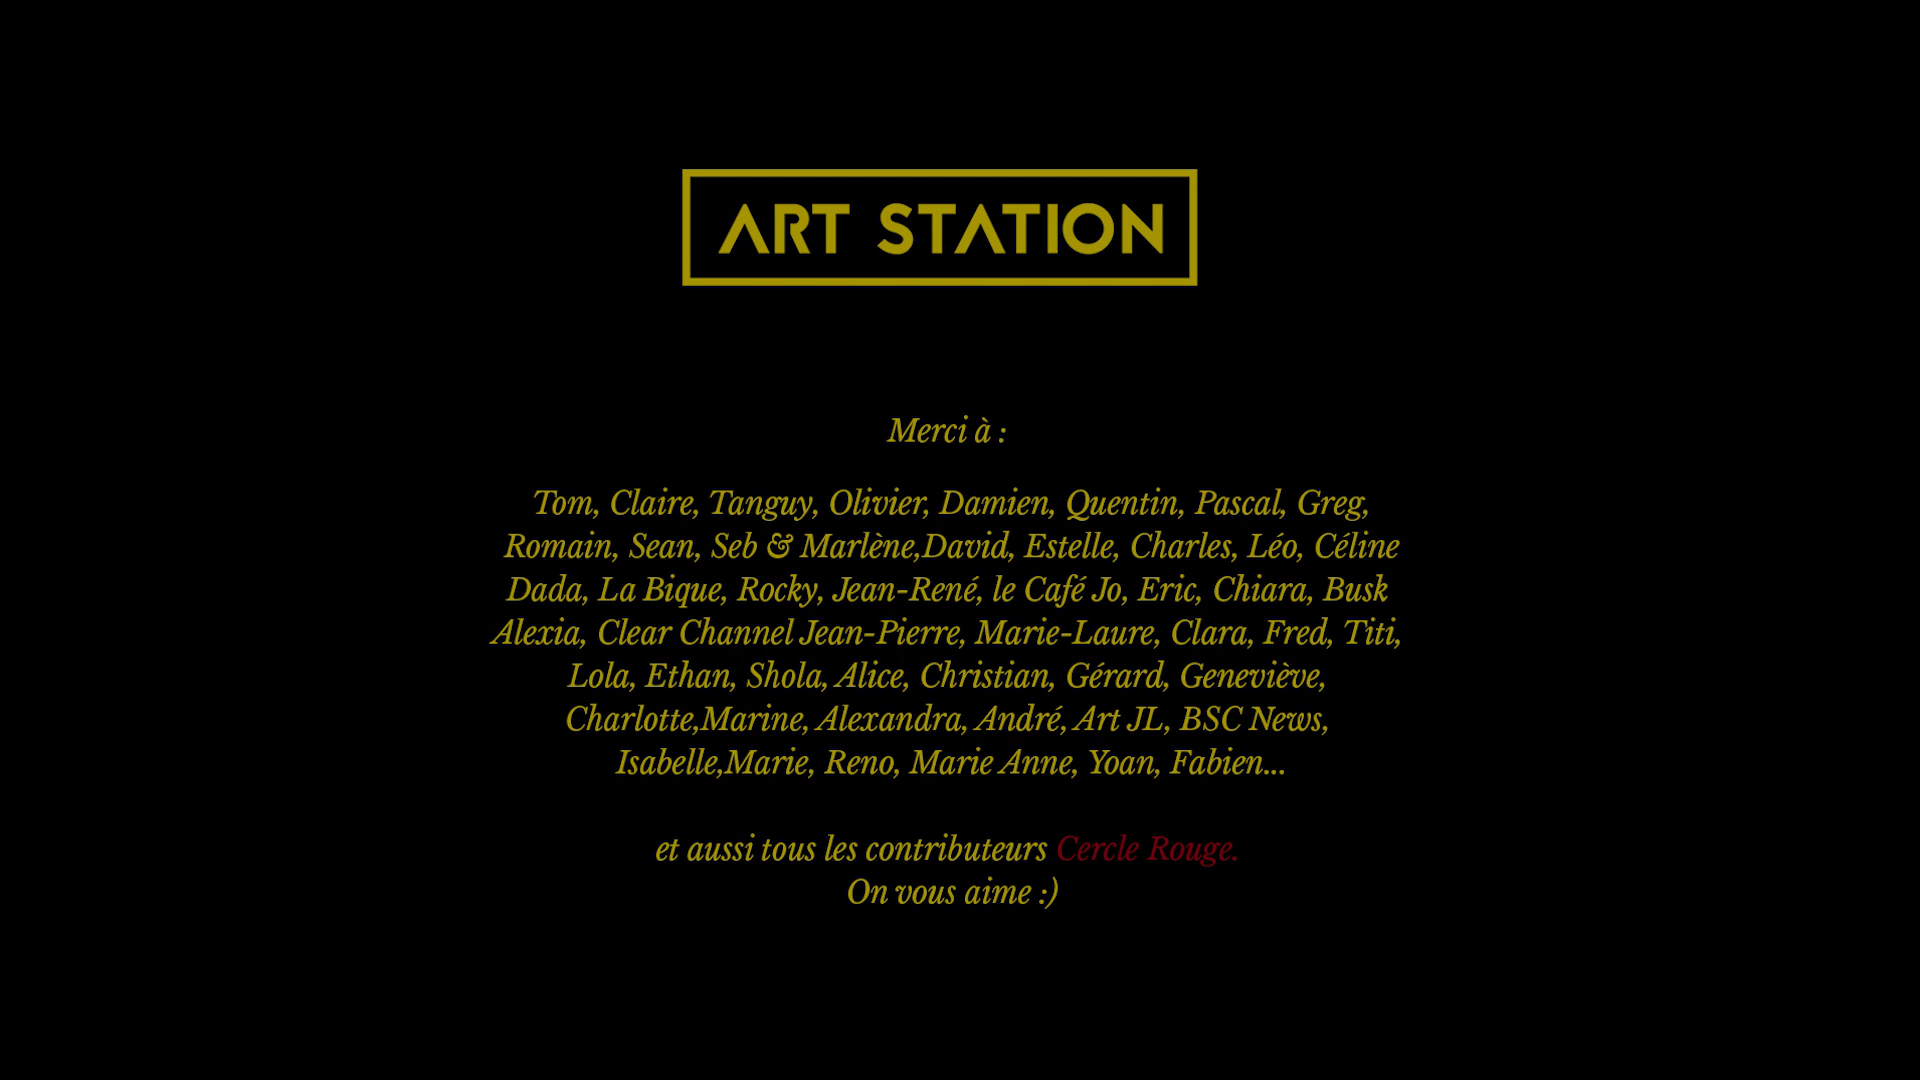 ART STATION
Merci à :
Tom, Claire, Tanguy, Olivier, Damien, Quentin, Pascal, Greg,
Romain, Sean, Seb & Marlène,David, Estelle, Charles, Léo, Céline
Dada, La Bique, Rocky, Jean-René, le Café Jo, Eric, Chiara, Busk
Alexia, Clear Channel Jean-Pierre, Marie-Laure, Clara, Fred, Titi,
Lola, Ethan, Shola, Alice, Christian, Gérard, Geneviève,
Charlotte,Marine, Alexandra, André, Art JL, BSC News,
Isabelle,Marie, Reno, Marie Anne, Yoan, Fabien...
et aussi tous les contributeurs Cercle Rouge.
On vous aime :)